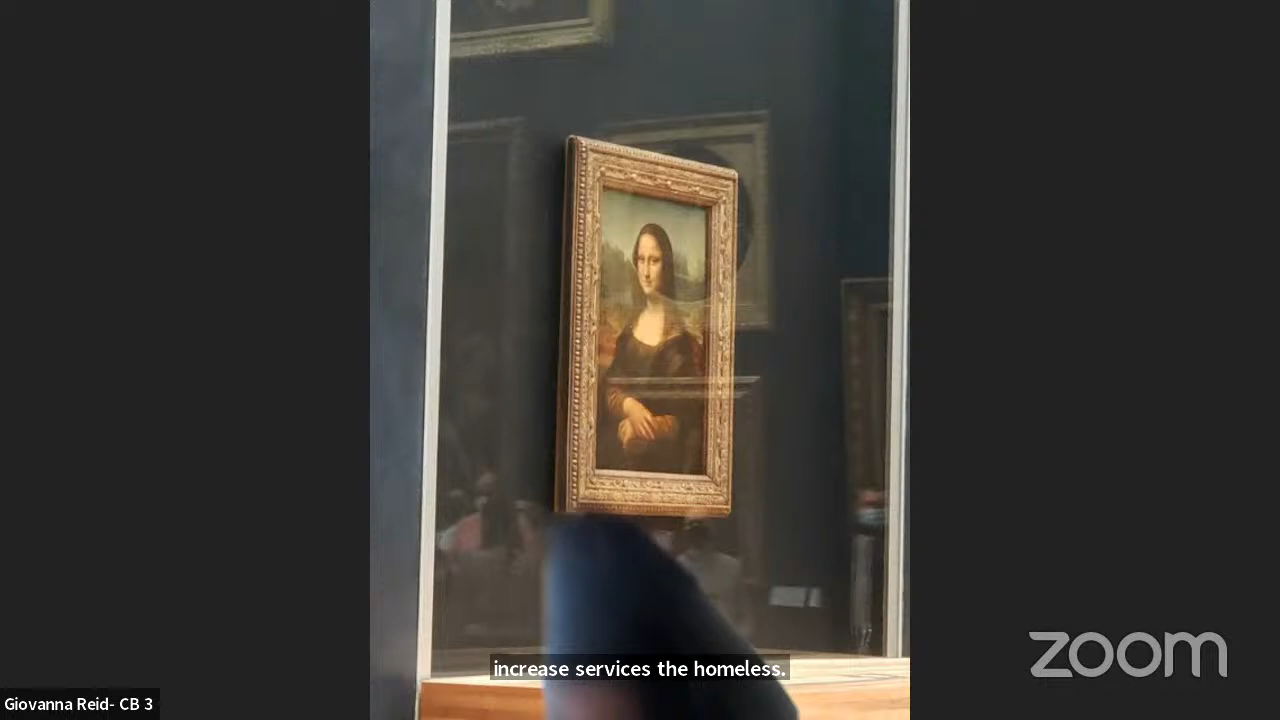 increase services the homeless.
zoom
Giovanna Reid- CB 3